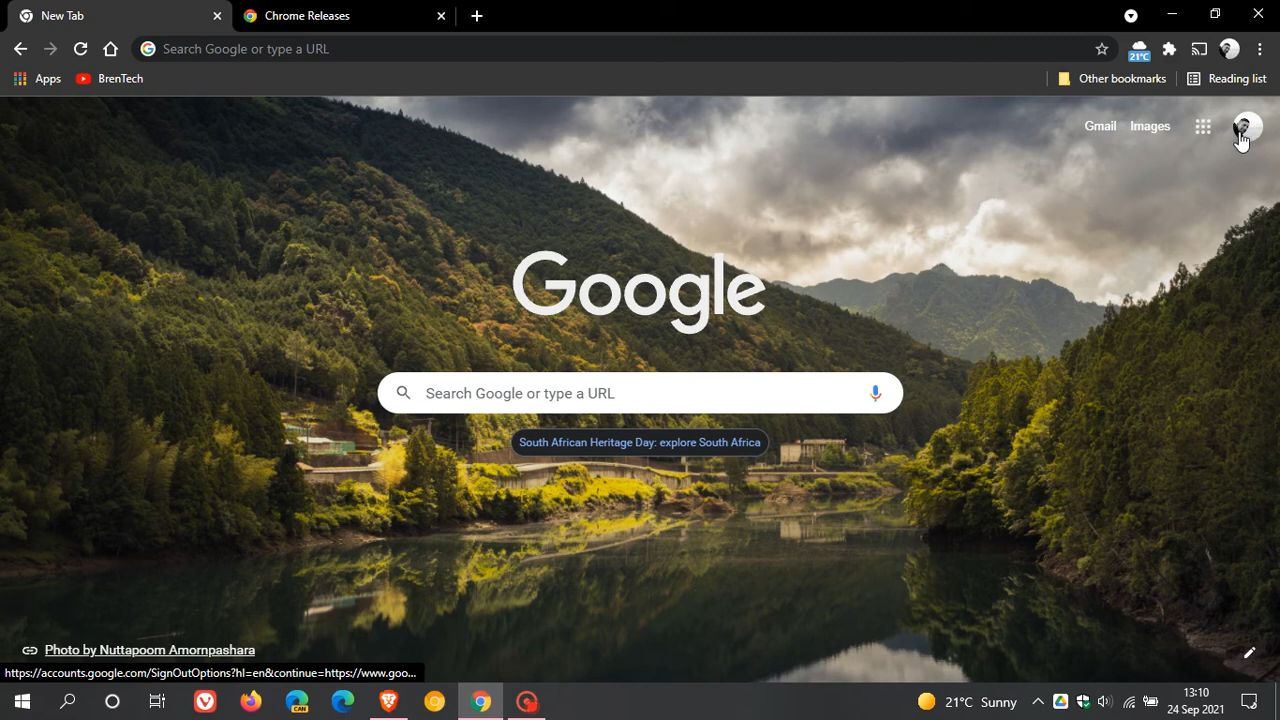 New Tab
Chrome Releases
Search Google or type a URL
21°C
Apps
BrenTech
Other bookmarks
Reading list
Gmail
Images
Google
Search Google or type a URL
South African Heritage Day: explore South Africa
Photo by Nuttapoom Amornpashara
https://accounts.google.com/SignOutOptions?hl=en&continue=https://www.goo...
CAN
21°C Sunny
13:10
24 Sep 2021